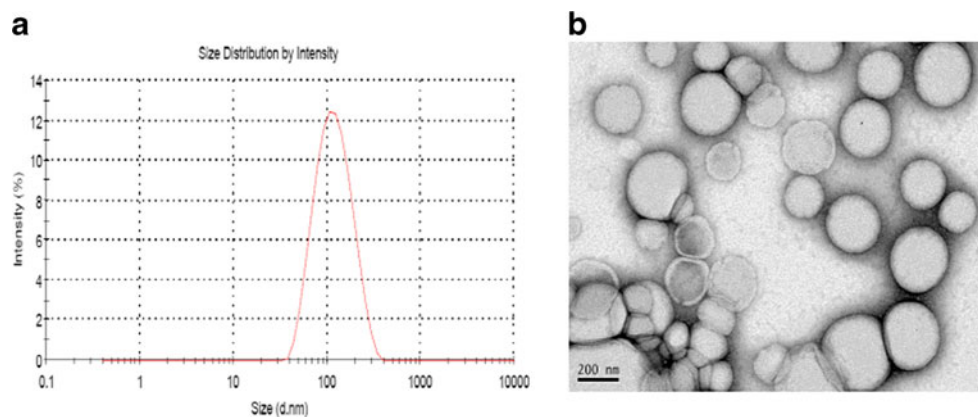 a
Size Distribution by Intensity
14
12
10
8
6
4
2
0
Intensity (%)
0.1 1 10 100 1000 10000
Size (d.nm)
b
200 nm